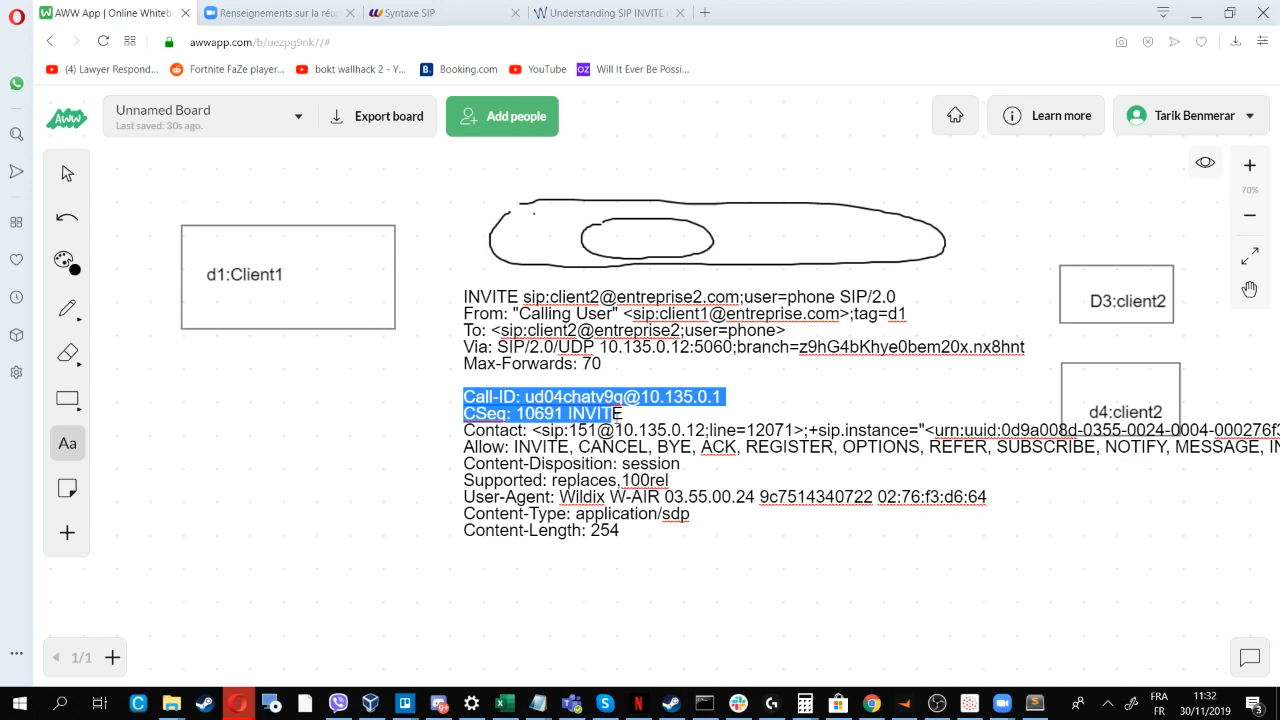 AWW App | Online Whiteb
Renseignements sur la réu
Syntaxe SIP
Understanding SIP INVITE
awwapp.com/b/uezpg9nk7/#
(4) Lawyer Respond...
Fortnite FaZe player...
bokt wallhack 2 - Y...
Booking.com
YouTube
Will It Ever Be Possi...
AWW
Unnamed Board
Last saved: 30s ago.
Export board
Add people
Learn more
Tarik Benmerar
70%
d1:Client1
D3:client2
d4:client2
INVITE sip:client2@entreprise2.com;user=phone SIP/2.0
From: "Calling User" <sip:client1@entreprise.com>;tag=d1
To: <sip:client2@entreprise2;user=phone>
Via: SIP/2.0/UDP 10.135.0.12:5060;branch=z9hG4bKhye0bem20x.nx8hnt
Max-Forwards: 70
Call-ID: ud04chatv9q@10.135.0.1
CSeq: 10691 INVITE
Contact: <sip:151@10.135.0.12;line=12071>;+sip.instance="<urn:uuid:0d9a008d-0355-0024-0004-000276f3
Allow: INVITE, CANCEL, BYE, ACK, REGISTER, OPTIONS, REFER, SUBSCRIBE, NOTIFY, MESSAGE, IN
Content-Disposition: session
Supported: replaces,100rel
User-Agent: Wildix W-AIR 03.55.00.24 9c7514340722 02:76:f3:d6:64
Content-Type: application/sdp
Content-Length: 254
Aa
1/1
FRA
FR
11:32
30/11/2019
3